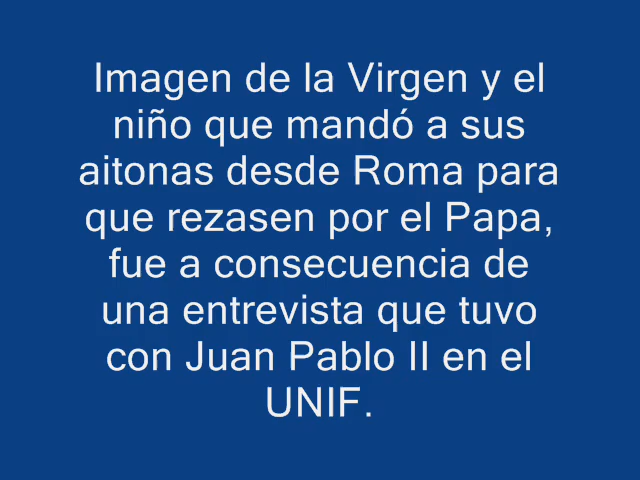 Imagen de la Virgen y el
niño que mandó a sus
aitonas desde Roma para
que rezasen por el Papa,
fue a consecuencia de
una entrevista que tuvo
con Juan Pablo II en el
UNIF.